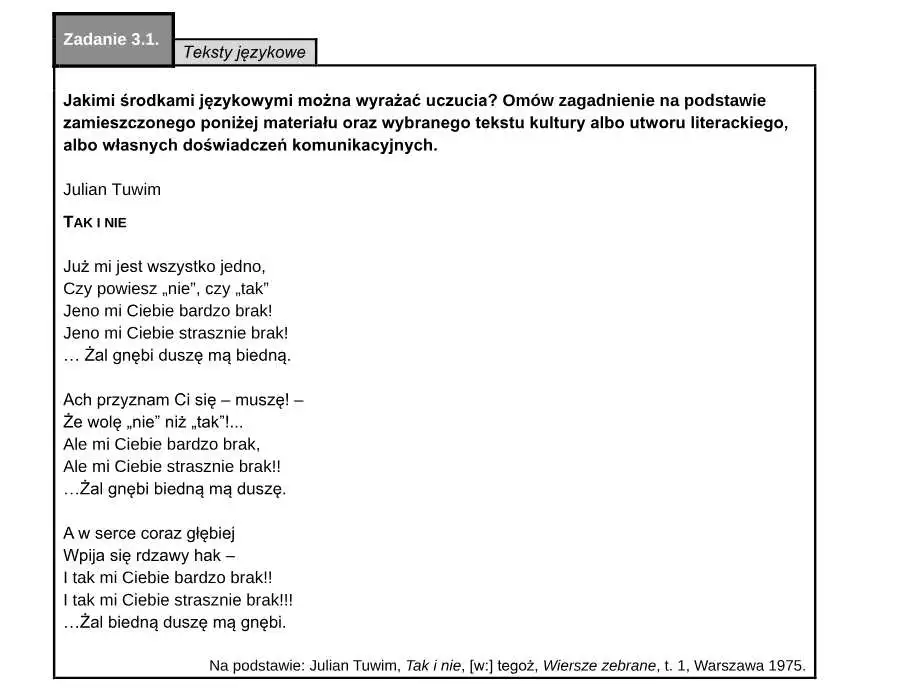 Zadanie 3.1.
Teksty językowe
Jakimi środkami językowymi można wyrażać uczucia? Omów zagadnienie na podstawie
zamieszczonego poniżej materiału oraz wybranego tekstu kultury albo utworu literackiego,
albo własnych doświadczeń komunikacyjnych.
Julian Tuwim
TAK I NIE
Już mi jest wszystko jedno,
Czy powiesz „nie”, czy „tak”
Jeno mi Ciebie bardzo brak!
Jeno mi Ciebie strasznie brak!
… Żal gnębi duszę mą biedną.
Ach przyznam Ci się – muszę! –
Że wolę „nie” niż „tak”!...
Ale mi Ciebie bardzo brak,
Ale mi Ciebie strasznie brak!!
…Żal gnębi biedną mą duszę.
A w serce coraz głębiej
Wpija się rdzawy hak –
I tak mi Ciebie bardzo brak!!
I tak mi Ciebie strasznie brak!!!
…Żal biedną duszę mą gnębi.
Na podstawie: Julian Tuwim, Tak i nie, [w:] tegoż, Wiersze zebrane, t. 1, Warszawa 1975.